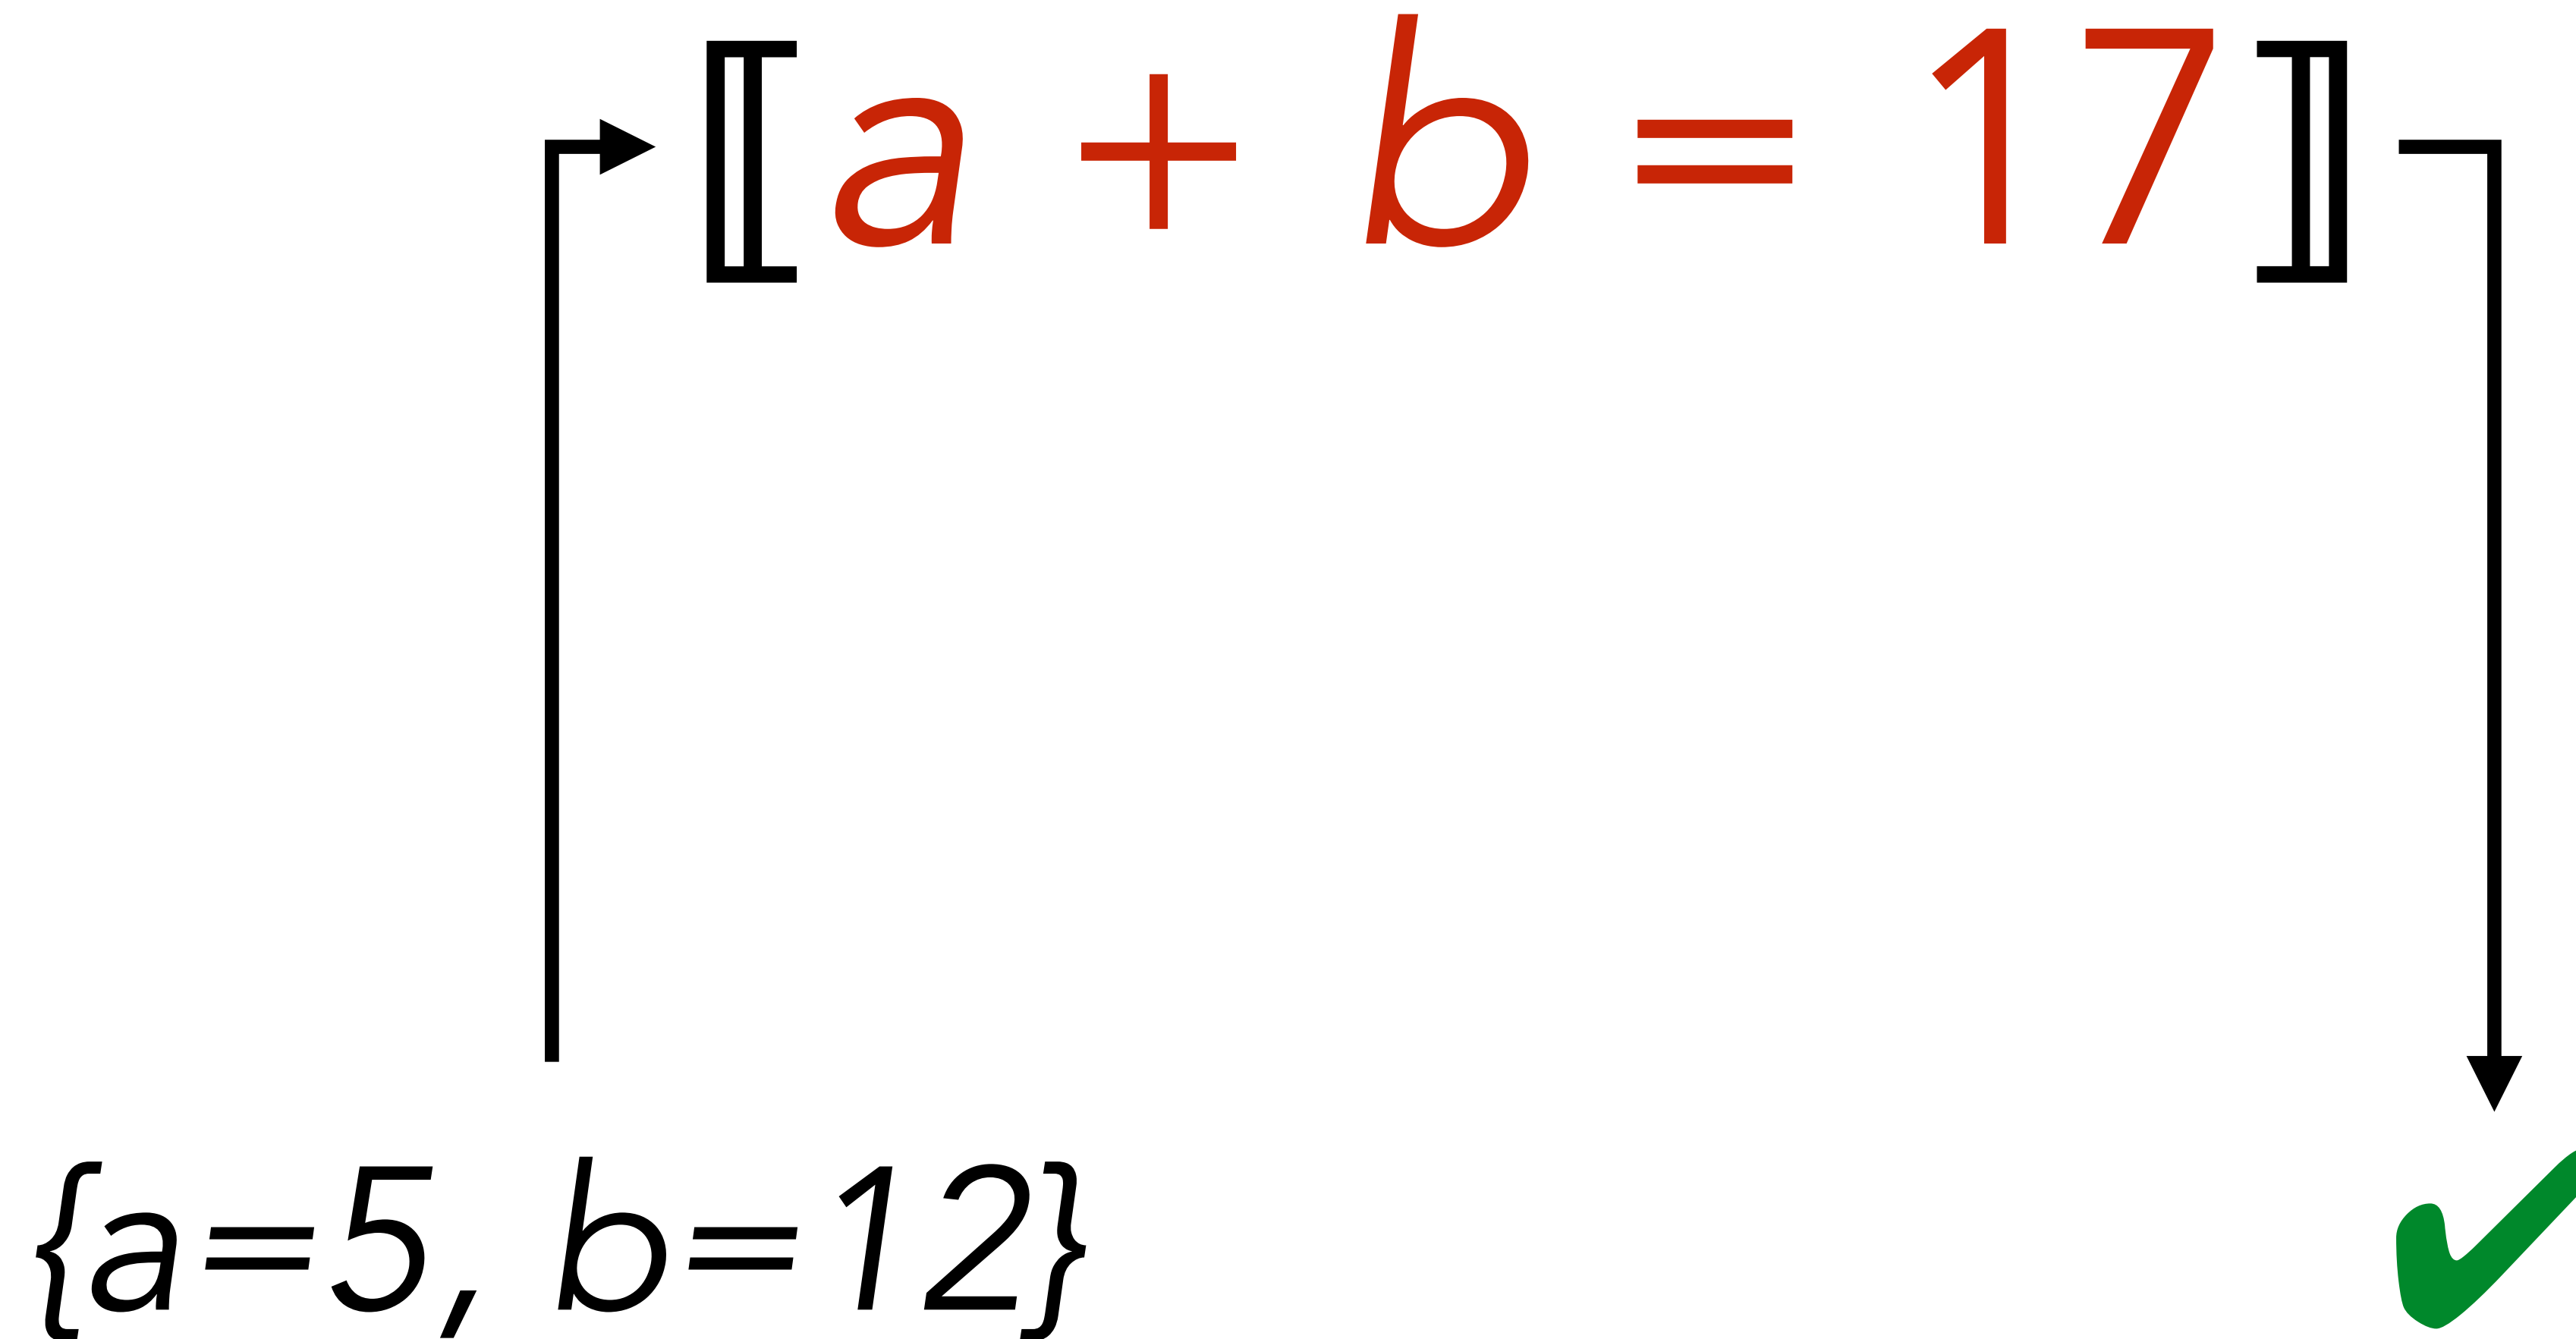 ⟦a + b = 17⟧
{a=5, b=12}
✔